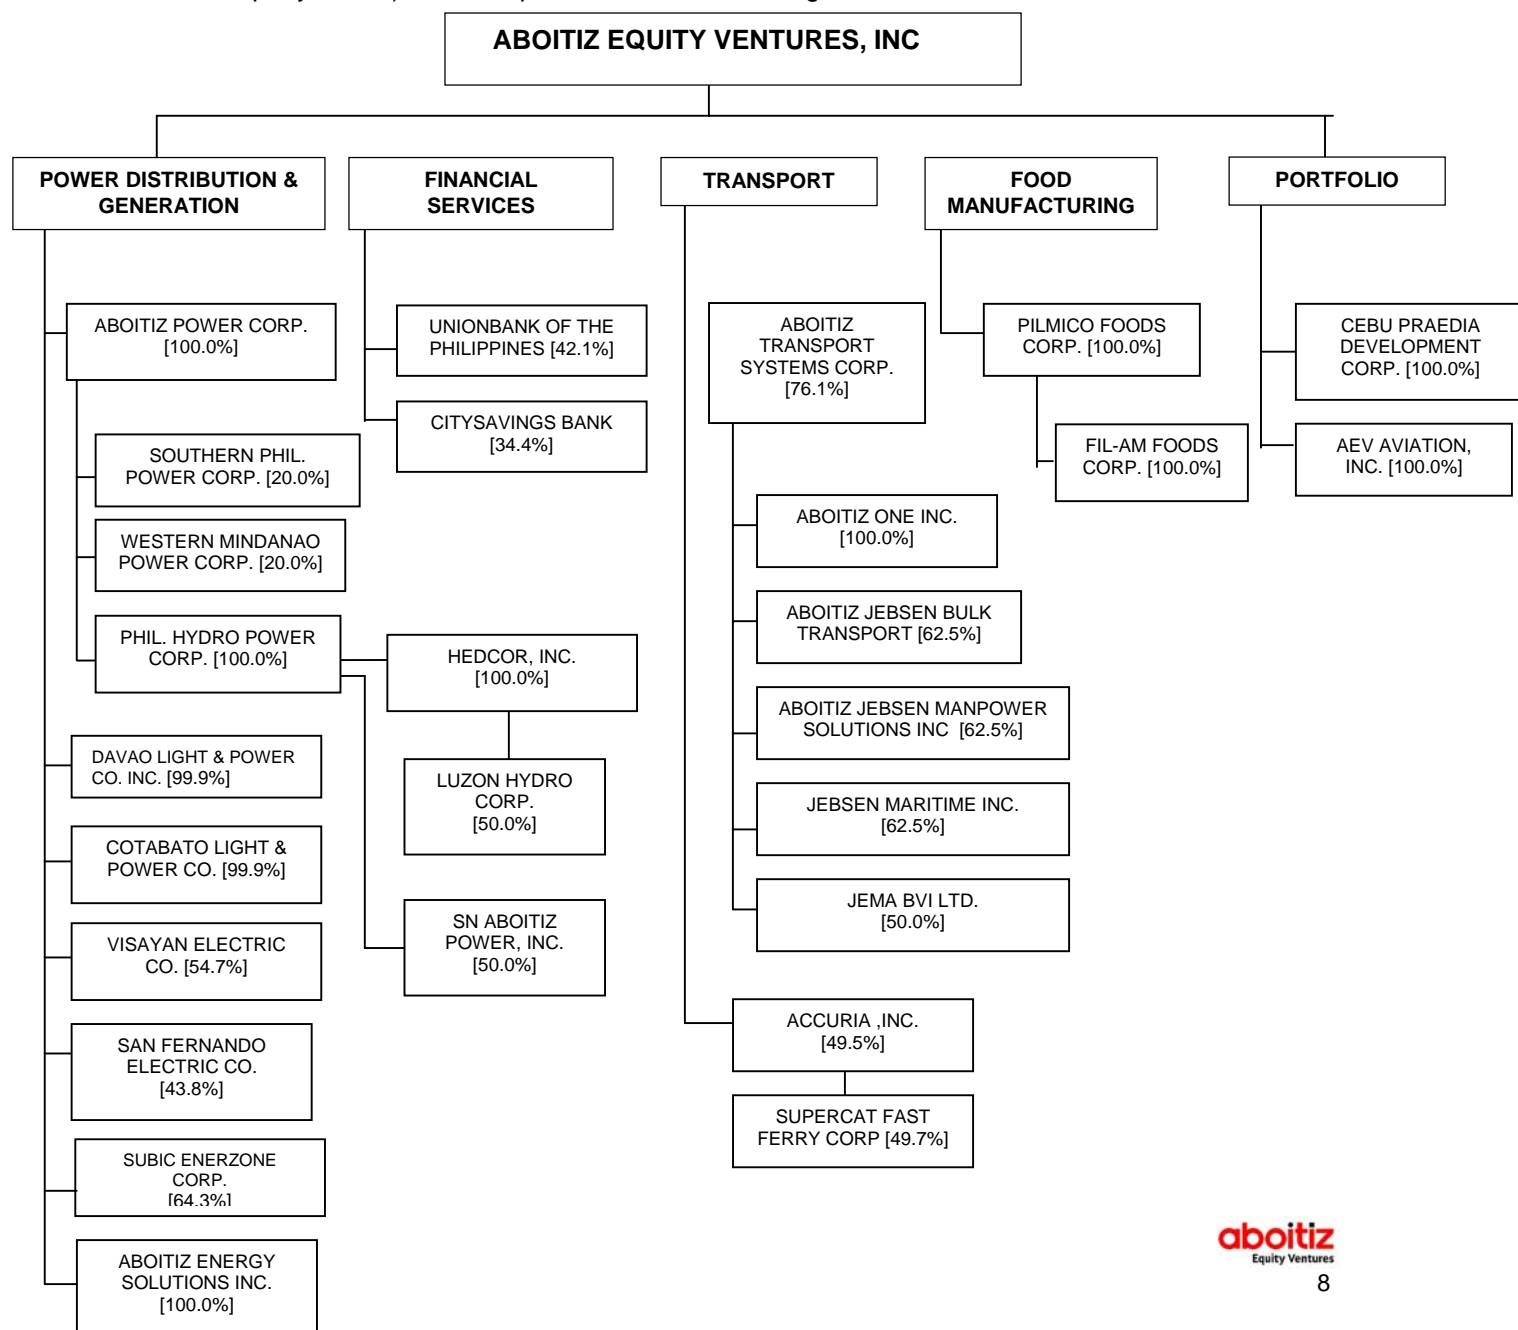 ABOITIZ EQUITY VENTURES, INC
POWER DISTRIBUTION &
GENERATION
FINANCIAL
SERVICES
TRANSPORT
FOOD
MANUFACTURING
PORTFOLIO
ABOITIZ POWER CORP.
[100.0%]
SOUTHERN PHIL.
POWER CORP. [20.0%]
WESTERN MINDANAO
POWER CORP. [20.0%]
PHIL. HYDRO POWER
CORP. [100.0%]
HEDCOR, INC.
[100.0%]
LUZON HYDRO
CORP.
[50.0%]
SN ABOITIZ
POWER, INC.
[50.0%]
DAVAO LIGHT & POWER
CO. INC. [99.9%]
COTABATO LIGHT &
POWER CO. [99.9%]
VISAYAN ELECTRIC
CO. [54.7%]
SAN FERNANDO
ELECTRIC CO.
[43.8%]
SUBIC ENERZONE
CORP.
[64.3%]
ABOITIZ ENERGY
SOLUTIONS INC.
[100.0%]
UNIONBANK OF THE
PHILIPPINES [42.1%]
CITYSAVINGS BANK
[34.4%]
ABOITIZ
TRANSPORT
SYSTEMS CORP.
[76.1%]
ABOITIZ ONE INC.
[100.0%]
ABOITIZ JEBSEN BULK
TRANSPORT [62.5%]
ABOITIZ JEBSEN MANPOWER
SOLUTIONS INC [62.5%]
JEBSEN MARITIME INC.
[62.5%]
JEMA BVI LTD.
[50.0%]
ACCURIA ,INC.
[49.5%]
SUPERCAT FAST
FERRY CORP [49.7%]
PILMICO FOODS
CORP. [100.0%]
FIL-AM FOODS
CORP. [100.0%]
CEBU PRAEDIA
DEVELOPMENT
CORP. [100.0%]
AEV AVIATION,
INC. [100.0%]
aboitiz
Equity Ventures
8